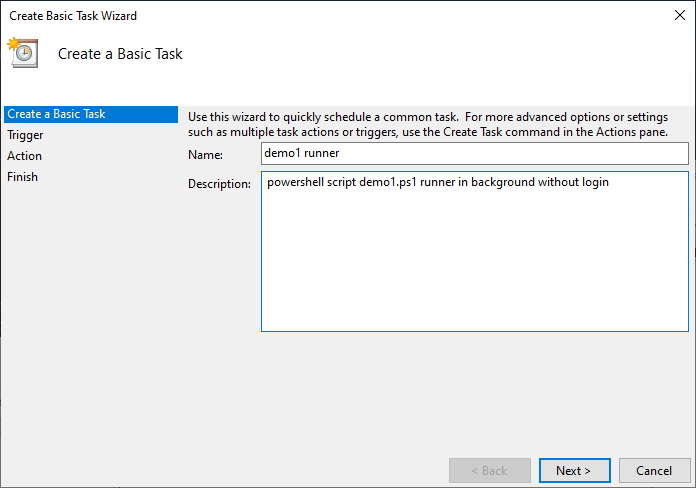 Create Basic Task Wizard
Create a Basic Task
Create a Basic Task
Trigger
Action
Finish
Use this wizard to quickly schedule a common task.  For more advanced options or settings
such as multiple task actions or triggers, use the Create Task command in the Actions pane.
Name: demo1 runner
Description: powershell script demo1.ps1 runner in background without login
< Back Next > Cancel